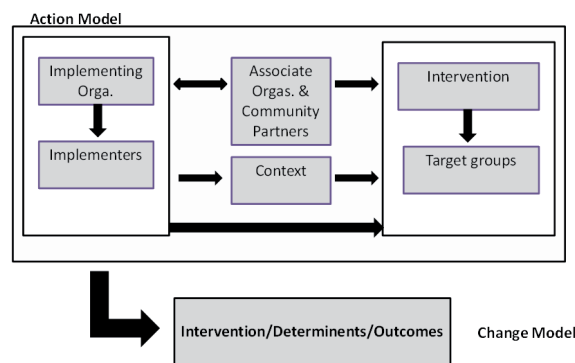 Action Model
Implementing
Orga.
Implementers
Associate
Orgas. &
Community
Partners
Context
Intervention
Target groups
Intervention/Determinents/Outcomes
Change Model